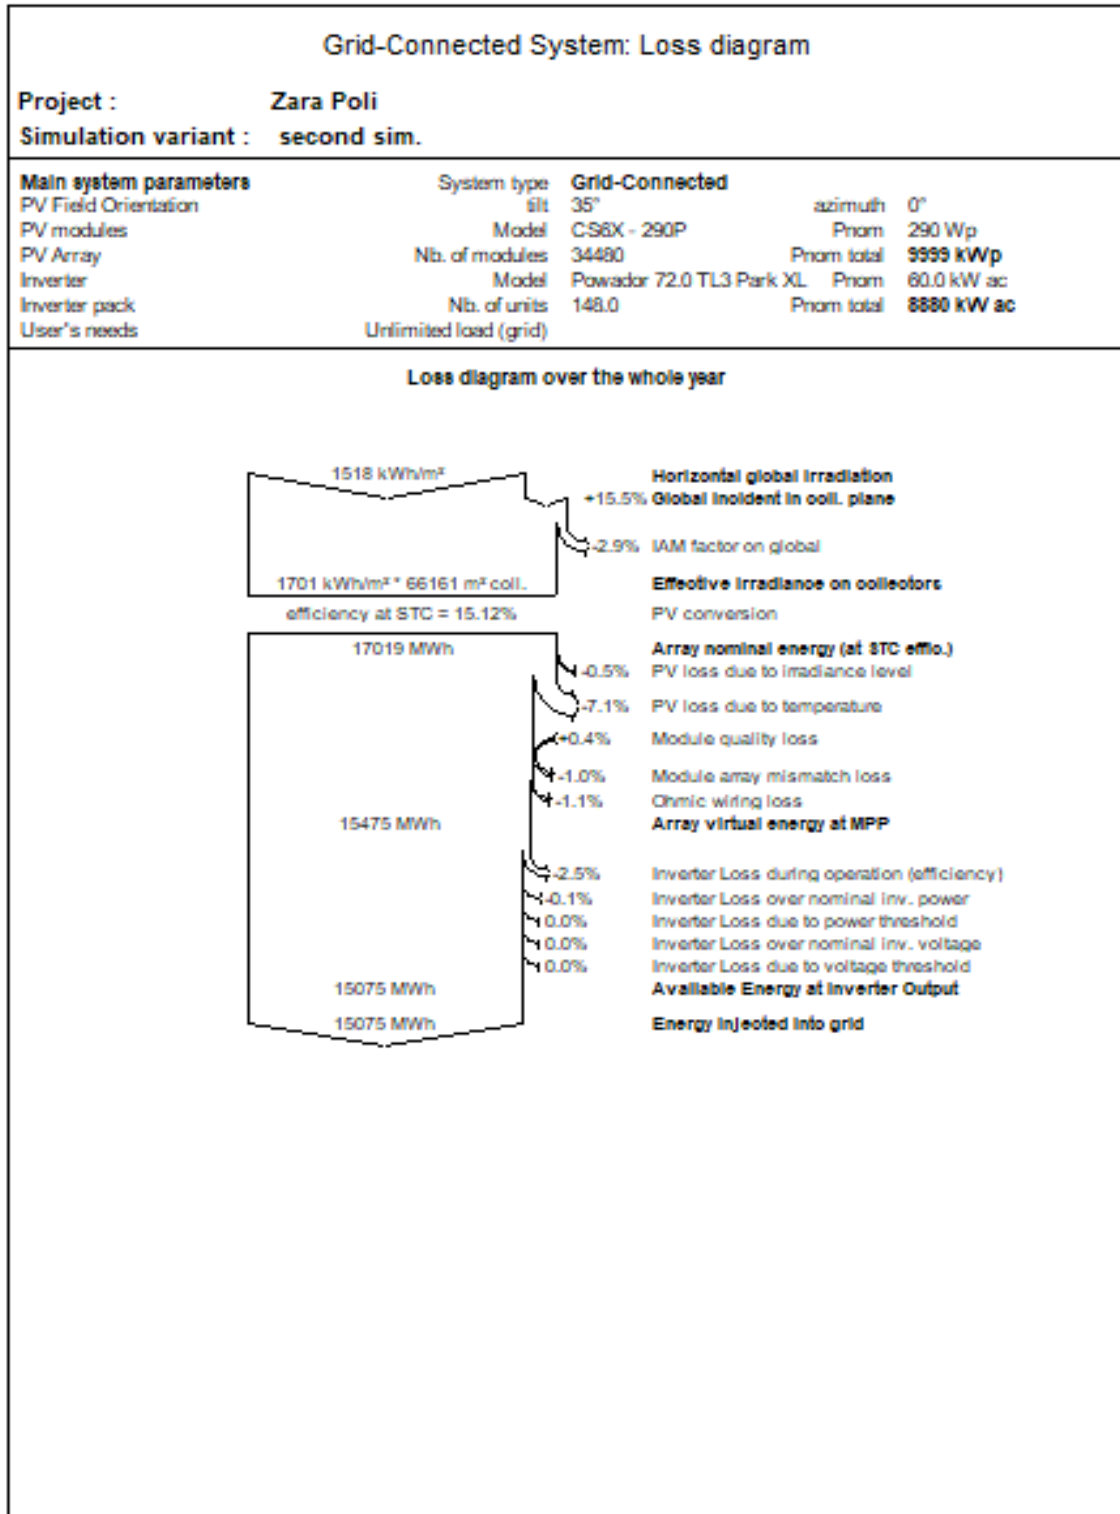 Grid-Connected System: Loss diagram
Project : Zara Poli
Simulation variant : second sim.
Main system parameters System type Grid-Connected
PV Field Orientation tilt 35° azimuth 0°
PV modules Model CS6X - 290P Pnom 290 Wp
PV Array Nb. of modules 34480 Pnom total 9999 kWp
Inverter Model Powador 72.0 TL3 Park XL Pnom 60.0 kW ac
Inverter pack Nb. of units 148.0 Pnom total 8880 kW ac
User's needs Unlimited load (grid)
Loss diagram over the whole year
1518 kWh/m² Horizontal global irradiation
+15.5% Global incident in coll. plane
-2.9% IAM factor on global
1701 kWh/m² * 66161 m² coll. Effective irradiance on collectors
efficiency at STC = 15.12% PV conversion
17019 MWh Array nominal energy (at STC effic.)
-0.5% PV loss due to irradiance level
-7.1% PV loss due to temperature
+0.4% Module quality loss
-1.0% Module array mismatch loss
-1.1% Ohmic wiring loss
15475 MWh Array virtual energy at MPP
-2.5% Inverter Loss during operation (efficiency)
-0.1% Inverter Loss over nominal inv. power
0.0% Inverter Loss due to power threshold
0.0% Inverter Loss over nominal inv. voltage
0.0% Inverter Loss due to voltage threshold
15075 MWh Available Energy at Inverter Output
15075 MWh Energy injected into grid